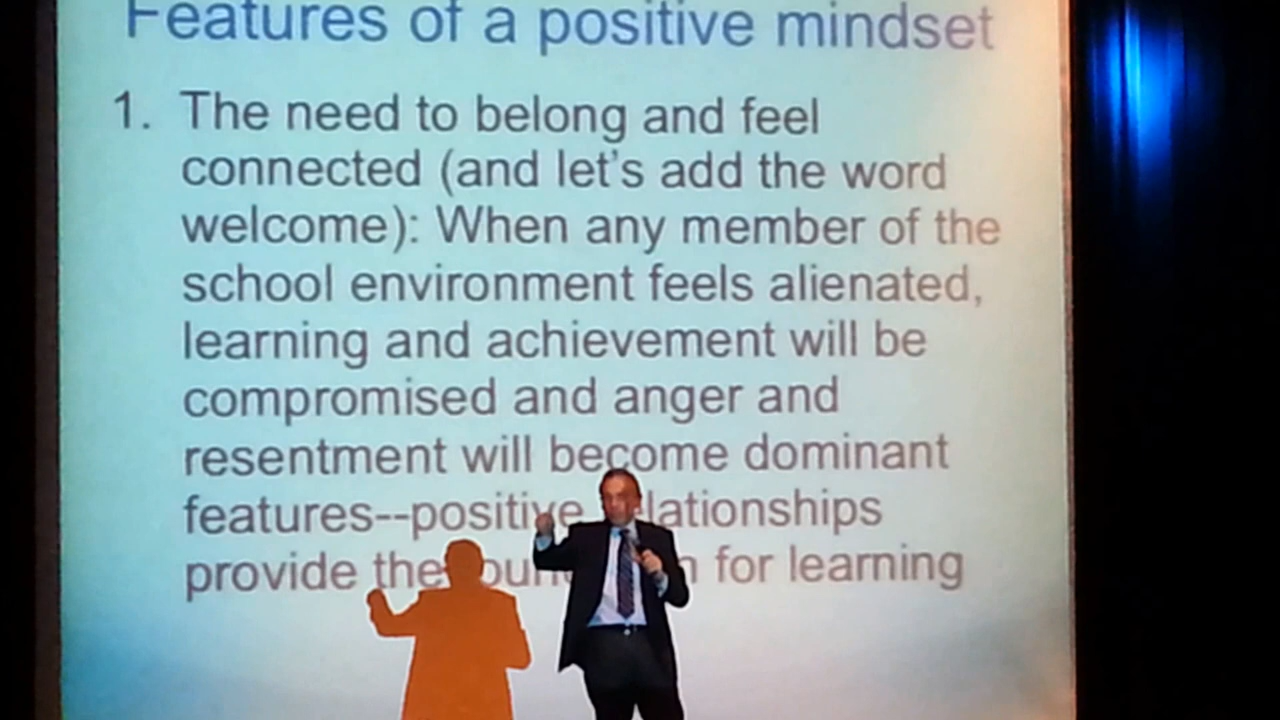 Features of a positive mindset
1. The need to belong and feel
connected (and let's add the word
welcome): When any member of the
school environment feels alienated,
learning and achievement will be
compromised and anger and
resentment will become dominant
features--positive relationships
provide the for learning